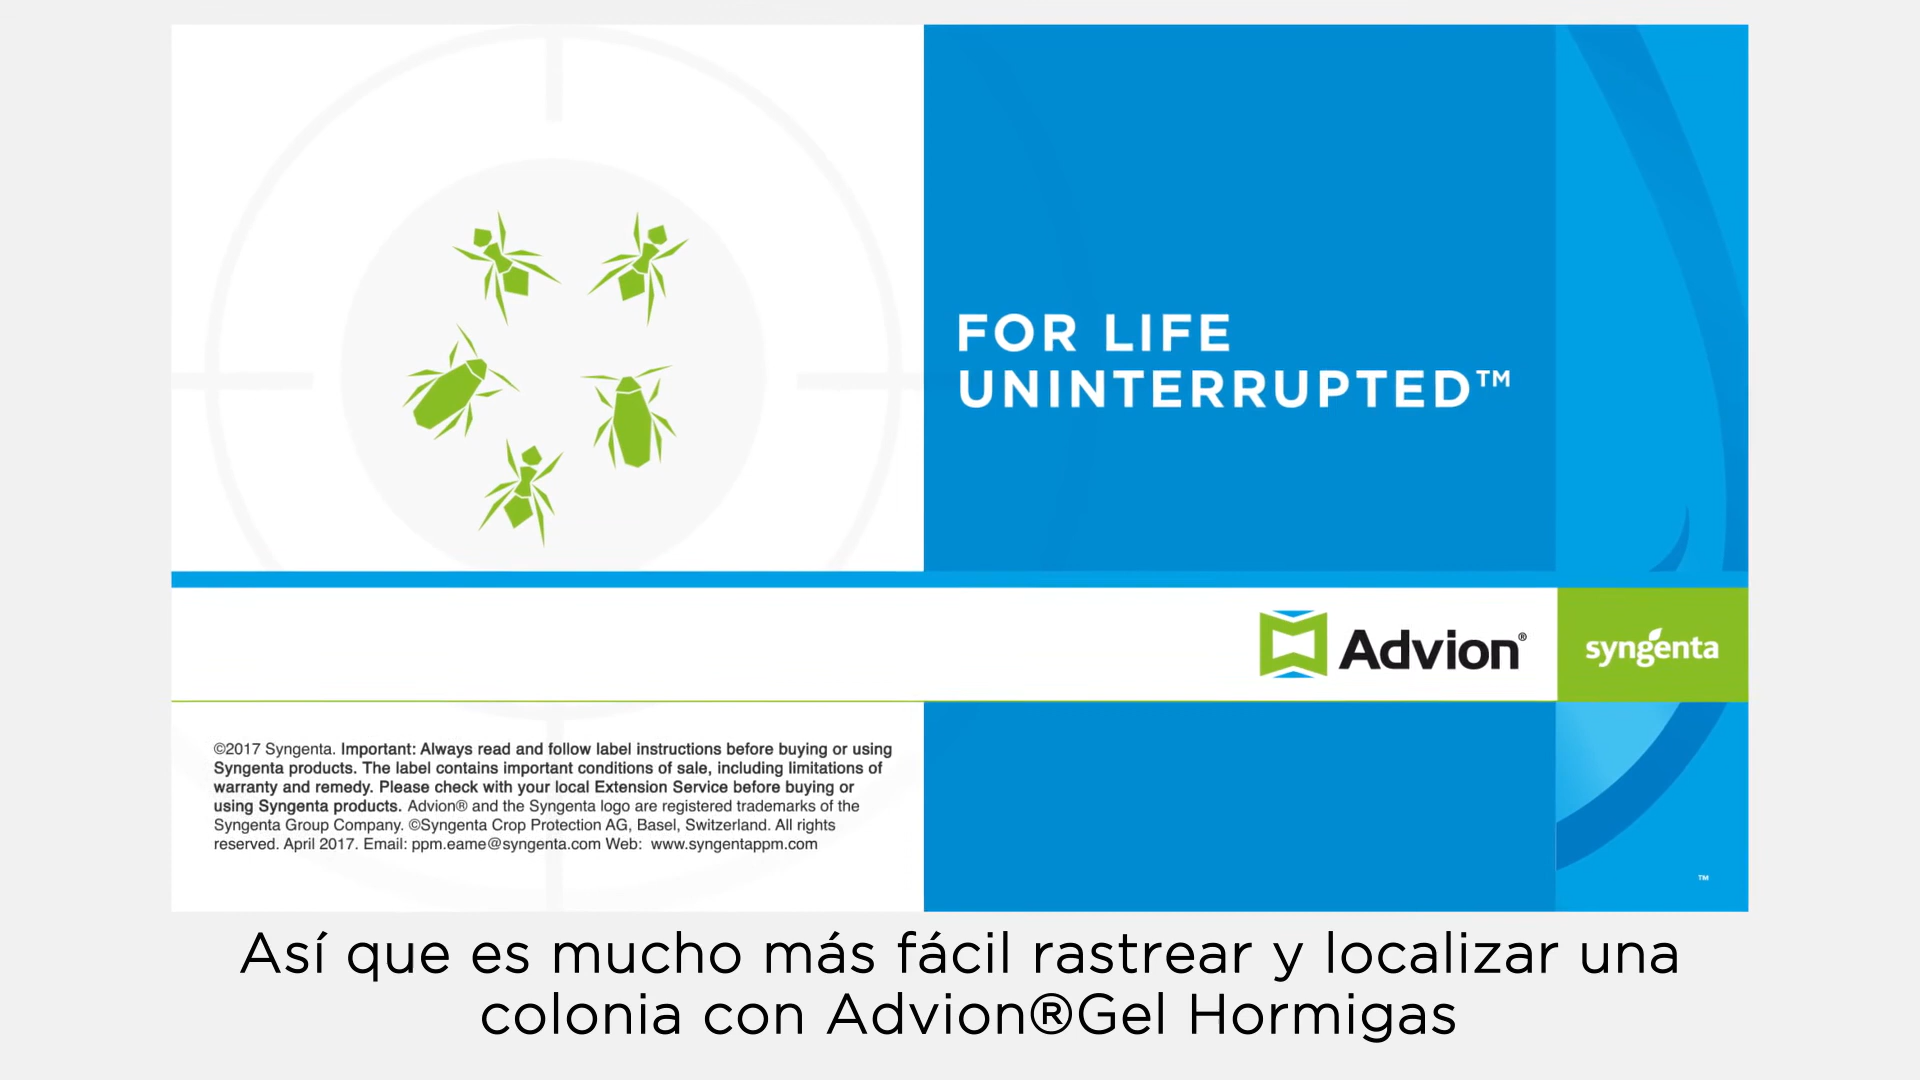 FOR LIFE
UNINTERRUPTED™
Advion®
syngenta
©2017 Syngenta. Important: Always read and follow label instructions before buying or using
Syngenta products. The label contains important conditions of sale, including limitations of
warranty and remedy. Please check with your local Extension Service before buying or
using Syngenta products. Advion® and the Syngenta logo are registered trademarks of the
Syngenta Group Company. ©Syngenta Crop Protection AG, Basel, Switzerland. All rights
reserved. April 2017. Email: ppm.eame@syngenta.com Web: www.syngentappm.com
™
Así que es mucho más fácil rastrear y localizar una
colonia con Advion®Gel Hormigas